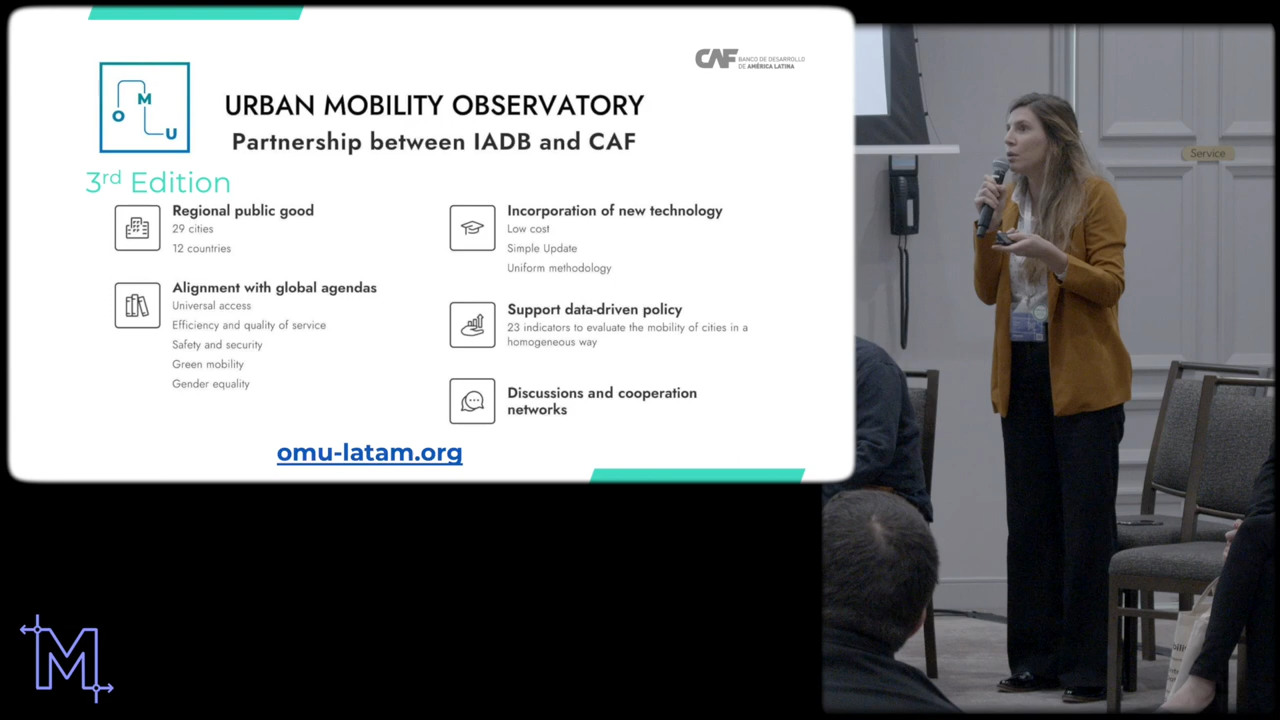 CAF BANCO DE DESARROLLO
DE AMÉRICA LATINA
O M U
URBAN MOBILITY OBSERVATORY
Partnership between IADB and CAF
3rd Edition
Regional public good
29 cities
12 countries
Alignment with global agendas
Universal access
Efficiency and quality of service
Safety and security
Green mobility
Gender equality
Incorporation of new technology
Low cost
Simple Update
Uniform methodology
Support data-driven policy
23 indicators to evaluate the mobility of cities in a
homogeneous way
Discussions and cooperation
networks
omu-latam.org
Service
M